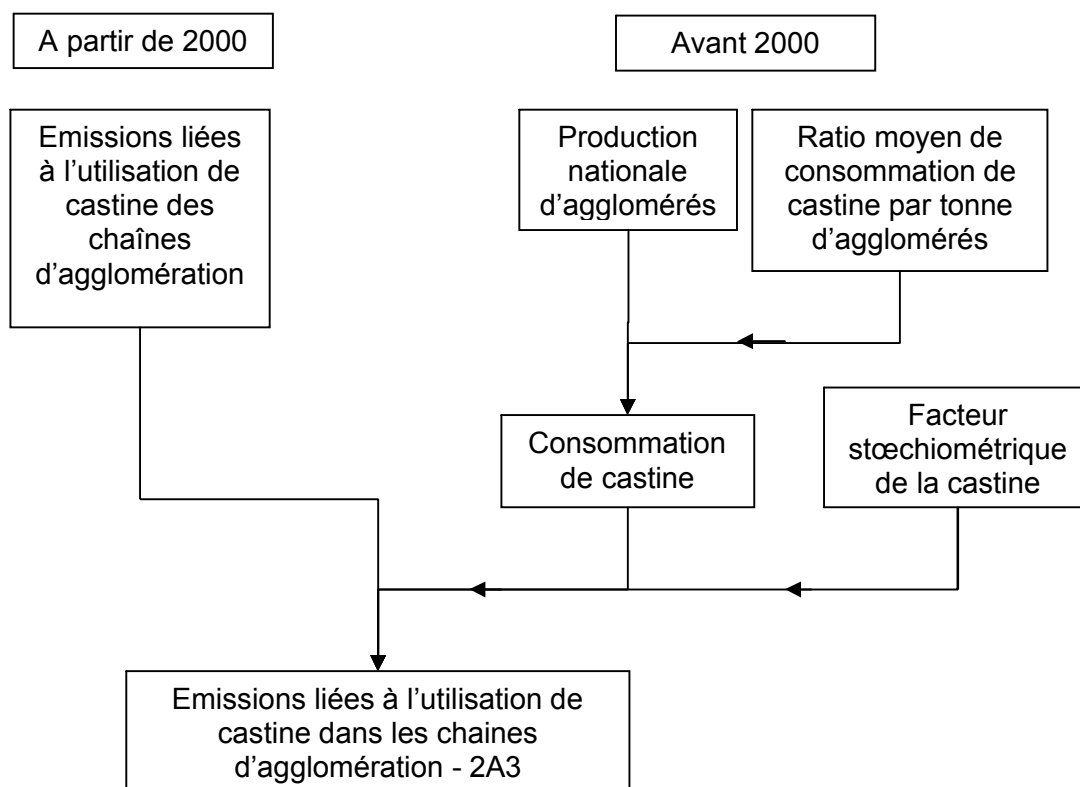 A partir de 2000
Avant 2000
Emissions liées
à l'utilisation de
castine des
chaînes
d'agglomération
Production
nationale
d'agglomérés
Ratio moyen de
consommation de
castine par tonne
d'agglomérés
Consommation
de castine
Facteur
stœchiométrique
de la castine
Emissions liées à l'utilisation de
castine dans les chaines
d'agglomération - 2A3